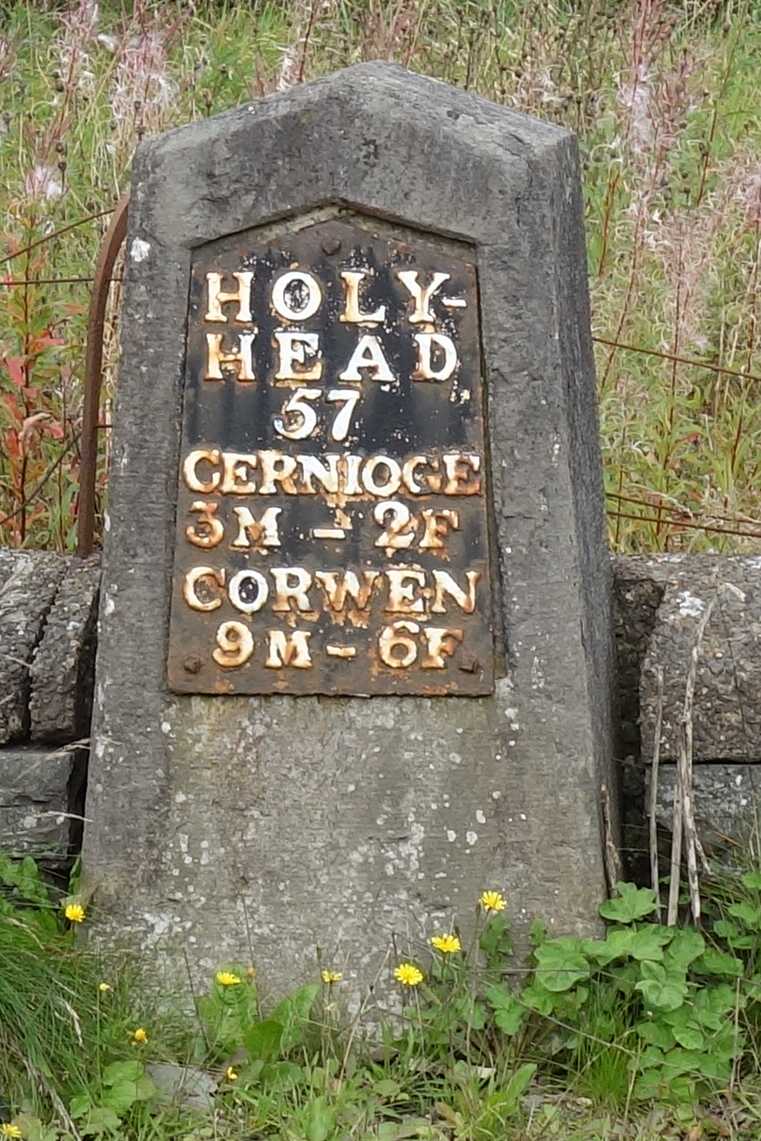 HOLY-
HEAD
57
CERNIOGE
3M - 2F
CORWEN
9M - 6F